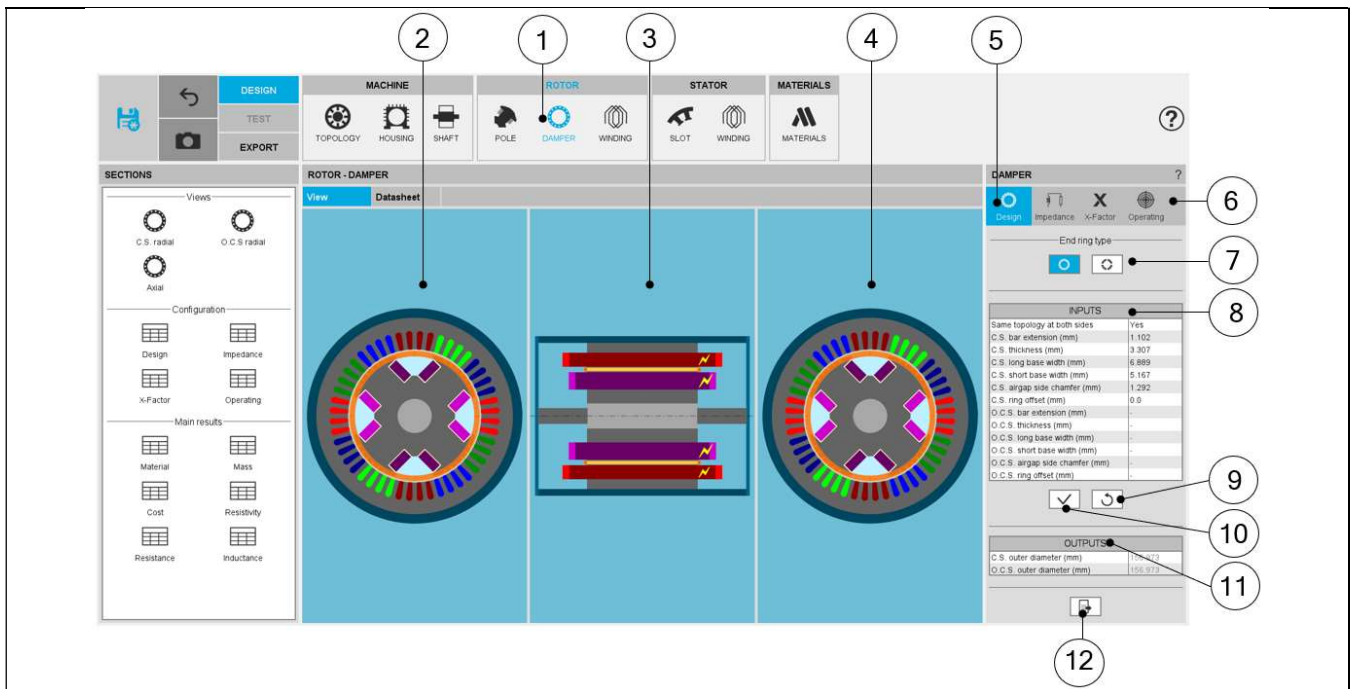 2
1
3
4
5
DESIGN
TEST
EXPORT
MACHINE
TOPOLOGY
HOUSING
SHAFT
ROTOR
POLE
DAMPER
WINDING
STATOR
SLOT
WINDING
MATERIALS
MATERIALS
?
SECTIONS
Views
C.S. radial
O.C.S radial
Axial
Configuration
Design
Impedance
X-Factor
Operating
Main results
Material
Mass
Cost
Resistivity
Resistance
Inductance
ROTOR - DAMPER
View
Datasheet
DAMPER
?
Design
Impedance
X-Factor
Operating
6
End ring type
7
INPUTS
8
Same topology at both sides Yes
C.S. bar extension (mm) 1.102
C.S. thickness (mm) 3.307
C.S. long base width (mm) 6.889
C.S. short base width (mm) 5.167
C.S. airgap side chamfer (mm) 1.292
C.S. ring offset (mm) 0.0
O.C.S. bar extension (mm) -
O.C.S. thickness (mm) -
O.C.S. long base width (mm) -
O.C.S. short base width (mm) -
O.C.S. airgap side chamfer (mm) -
O.C.S. ring offset (mm) -
9
10
OUTPUTS
C.S. outer diameter (mm) 156.973
O.C.S. outer diameter (mm) 156.973
11
12